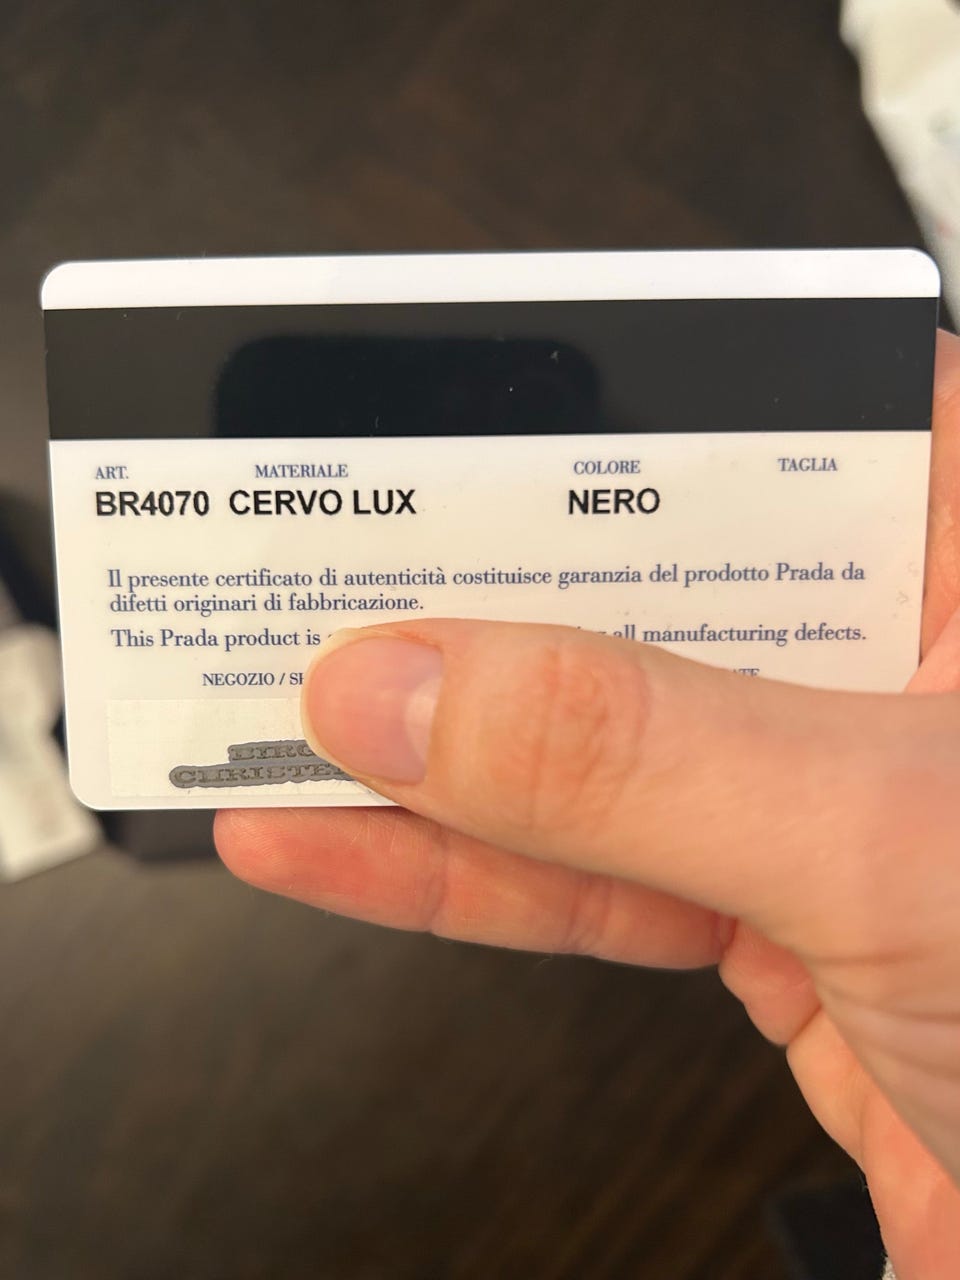 ART. MATERIALE COLORE TAGLIA
BR4070 CERVO LUX NERO
Il presente certificato di autenticità costituisce garanzia del prodotto Prada da
difetti originari di fabbricazione.
This Prada product is all manufacturing defects.
NEGOZIO /